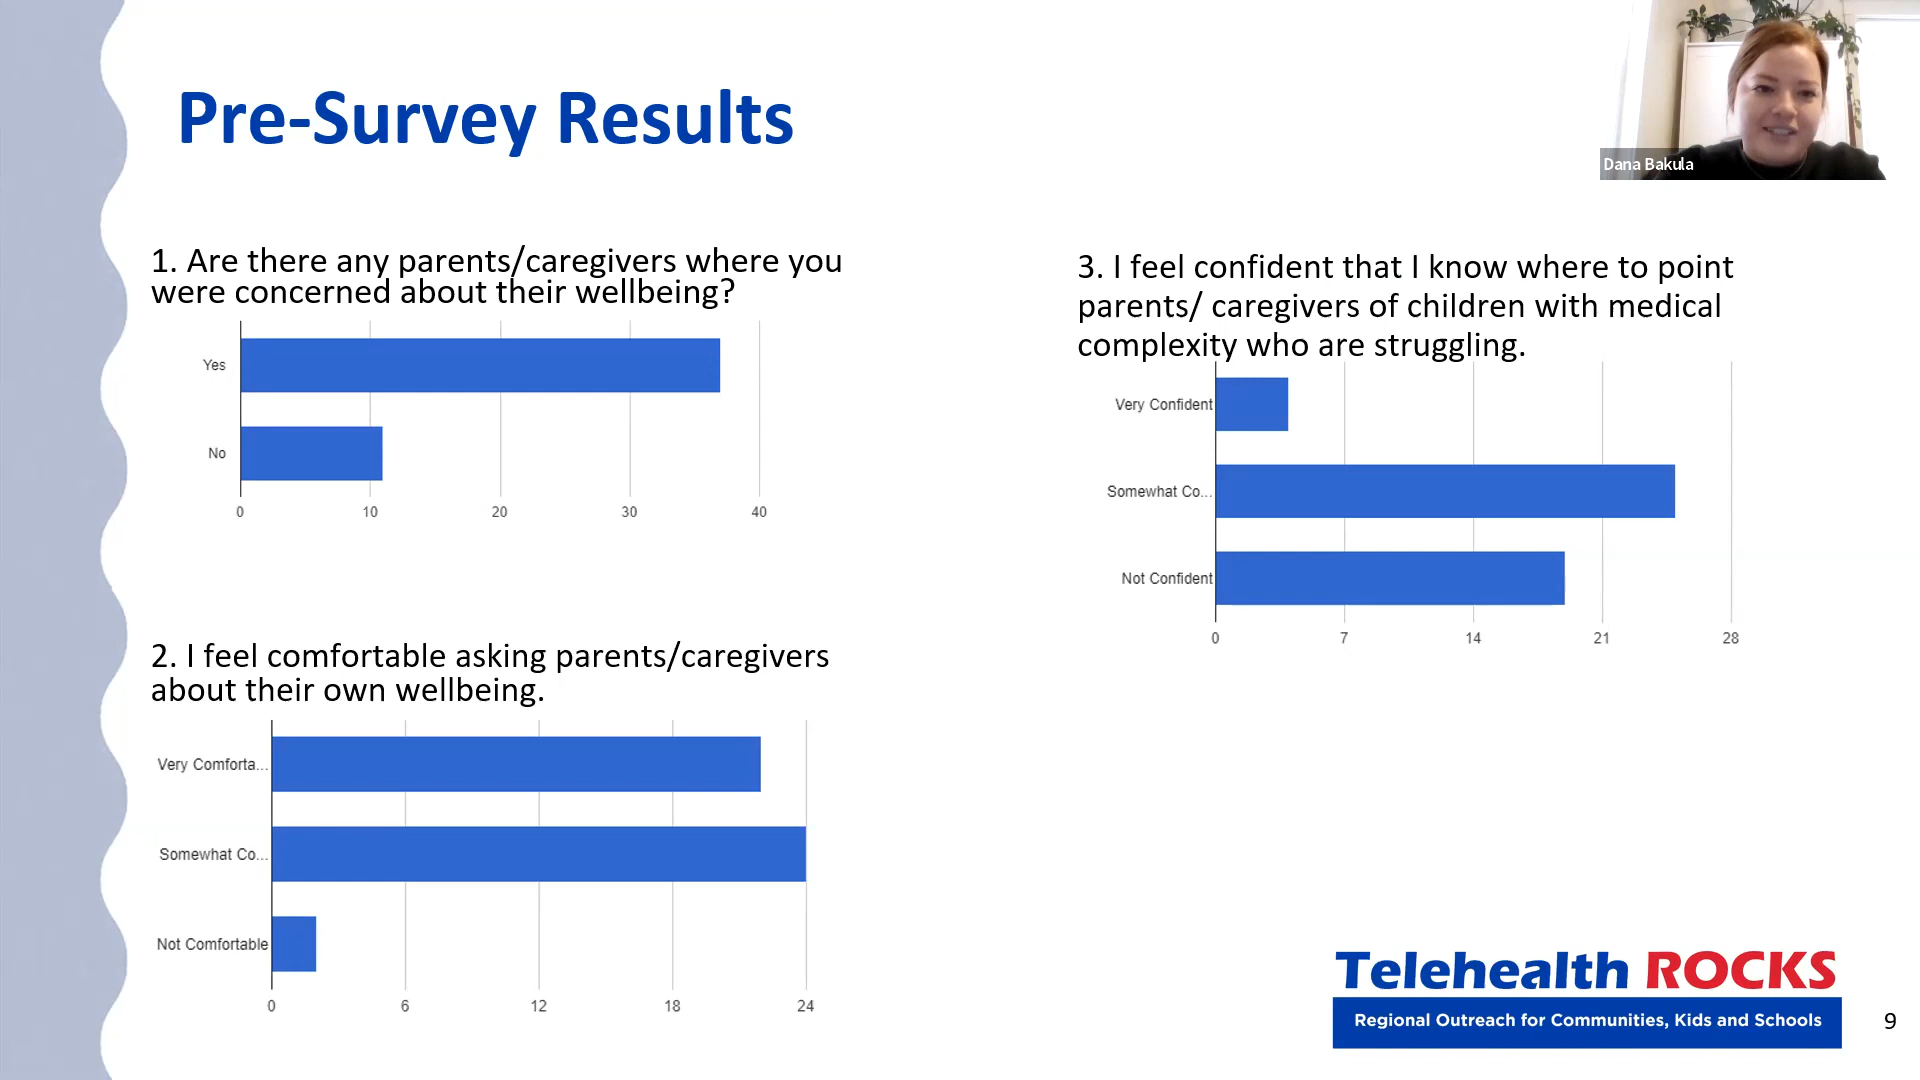 Pre-Survey Results
Dana Bakula
1. Are there any parents/caregivers where you
were concerned about their wellbeing?
Yes
No
0 10 20 30 40
2. I feel comfortable asking parents/caregivers
about their own wellbeing.
Very Comforta...
Somewhat Co...
Not Comfortable
0 6 12 18 24
3. I feel confident that I know where to point
parents/ caregivers of children with medical
complexity who are struggling.
Very Confident
Somewhat Co...
Not Confident
0 7 14 21 28
Telehealth ROCKS
Regional Outreach for Communities, Kids and Schools
9